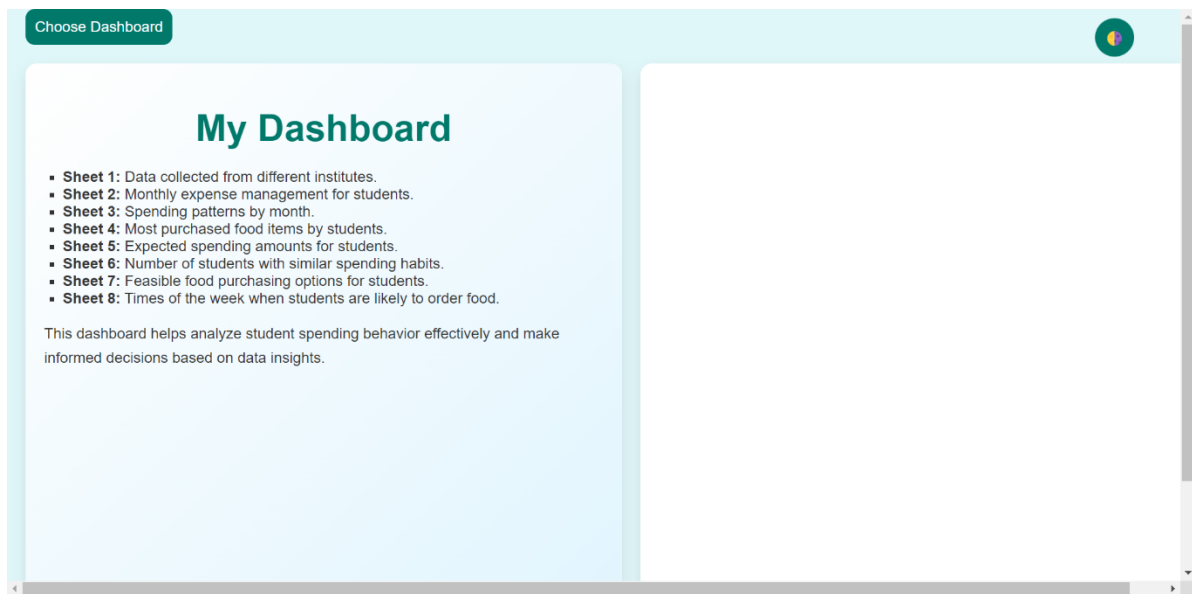 Choose Dashboard
My Dashboard
Sheet 1: Data collected from different institutes.
Sheet 2: Monthly expense management for students.
Sheet 3: Spending patterns by month.
Sheet 4: Most purchased food items by students.
Sheet 5: Expected spending amounts for students.
Sheet 6: Number of students with similar spending habits.
Sheet 7: Feasible food purchasing options for students.
Sheet 8: Times of the week when students are likely to order food.
This dashboard helps analyze student spending behavior effectively and make
informed decisions based on data insights.